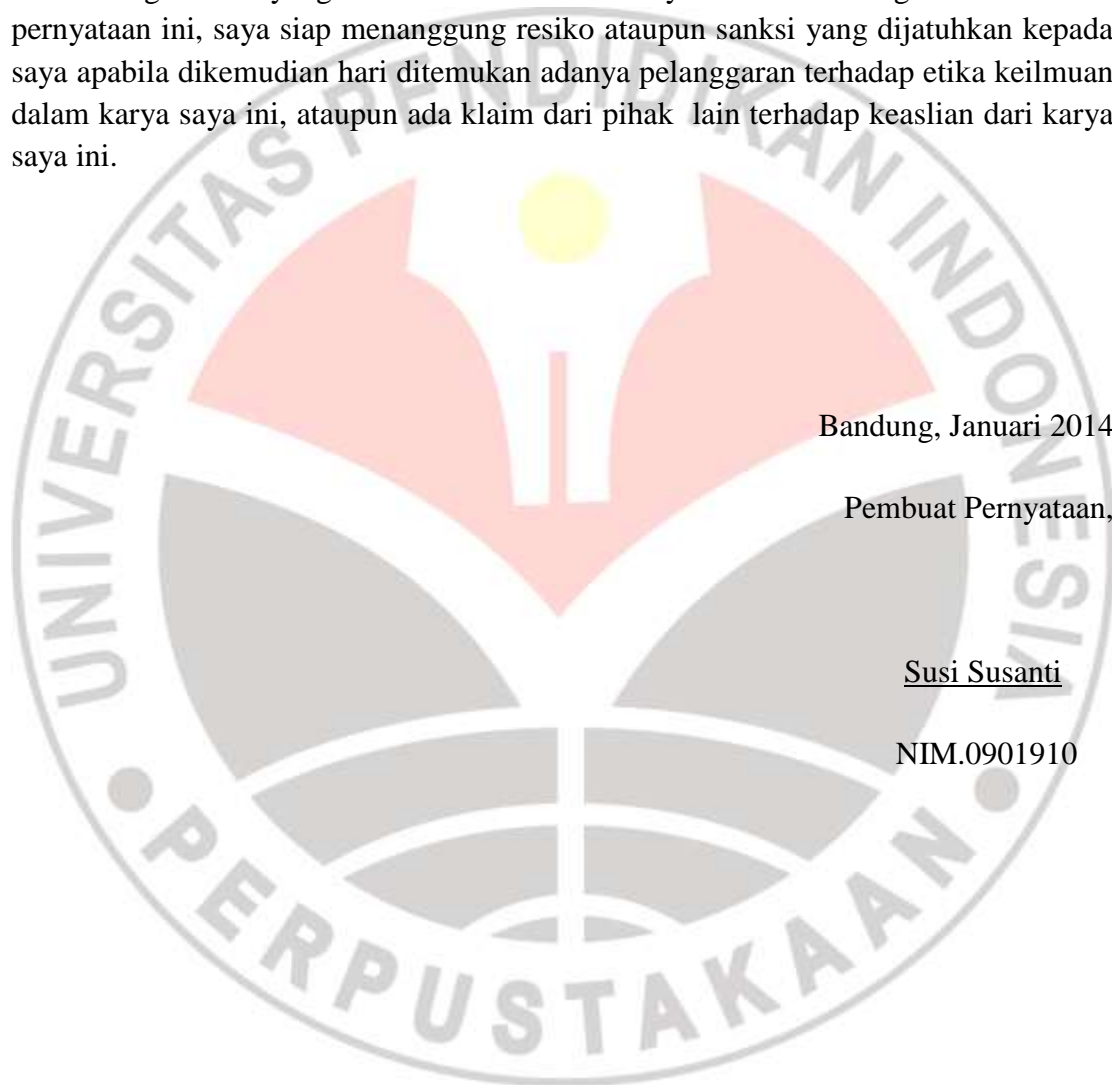 pernyataan ini, saya siap menanggung resiko ataupun sanksi yang dijatuhkan kepada
saya apabila dikemudian hari ditemukan adanya pelanggaran terhadap etika keilmuan
dalam karya saya ini, ataupun ada klaim dari pihak lain terhadap keaslian dari karya
saya ini.
Bandung, Januari 2014
Pembuat Pernyataan,
Susi Susanti
NIM.0901910
UNIVERSITAS PENDIDIKAN INDONESIA
PERPUSTAKAAN